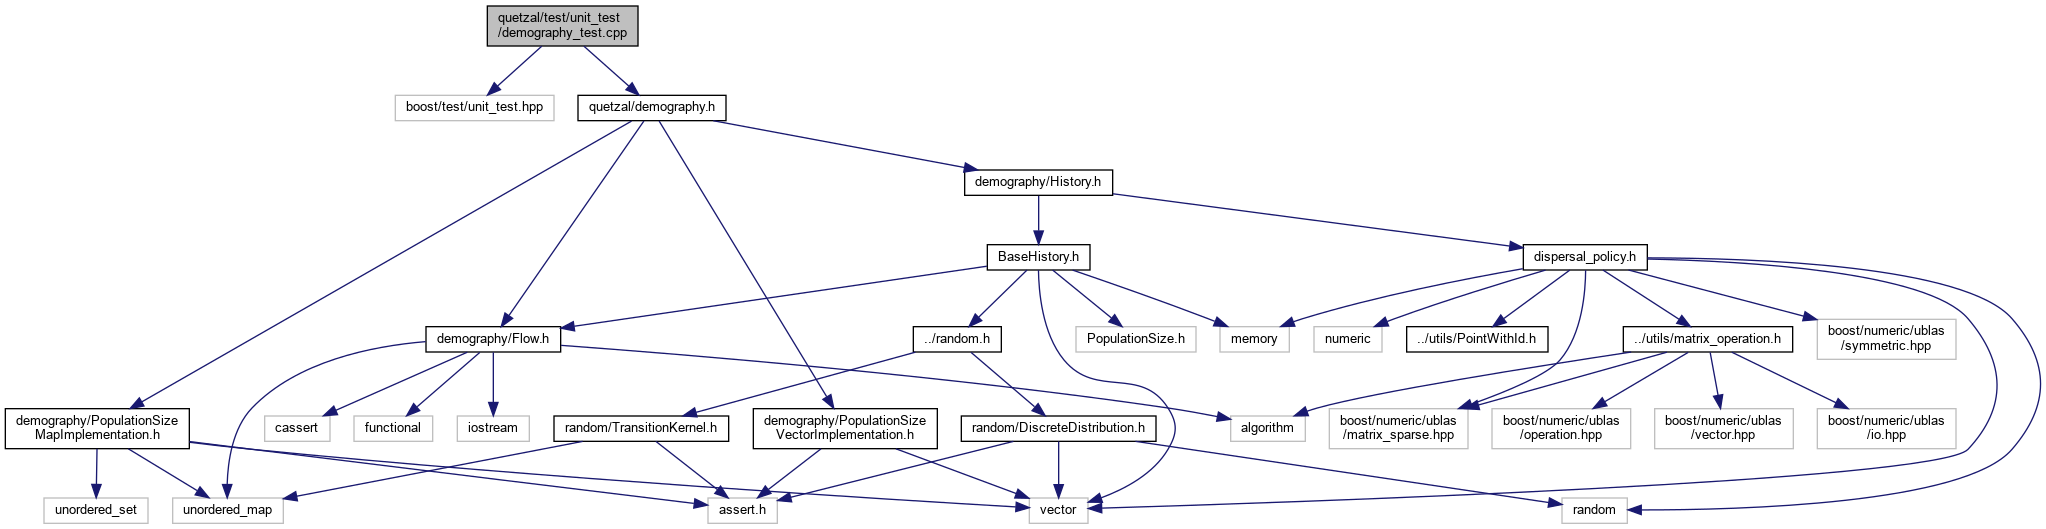 quetzal/test/unit_test
/demography_test.cpp
boost/test/unit_test.hpp
quetzal/demography.h
demography/History.h
BaseHistory.h
dispersal_policy.h
demography/Flow.h
../random.h
PopulationSize.h
memory
numeric
../utils/PointWithId.h
../utils/matrix_operation.h
boost/numeric/ublas
/symmetric.hpp
demography/PopulationSize
MapImplementation.h
cassert
functional
iostream
random/TransitionKernel.h
demography/PopulationSize
VectorImplementation.h
random/DiscreteDistribution.h
algorithm
boost/numeric/ublas
/matrix_sparse.hpp
boost/numeric/ublas
/operation.hpp
boost/numeric/ublas
/vector.hpp
boost/numeric/ublas
/io.hpp
unordered_set
unordered_map
assert.h
vector
random